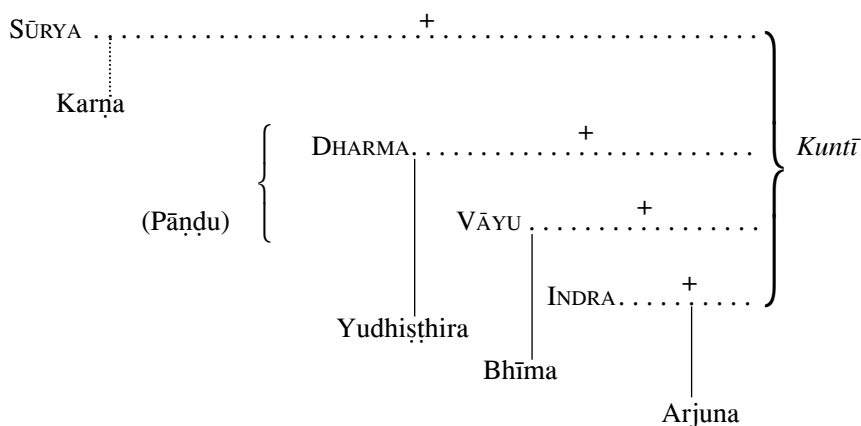 SŪRYA +
Karṇa
DHARMA +
Kuntī
(Pāṇḍu)
VĀYU +
INDRA +
Yudhiṣṭhira
Bhīma
Arjuna